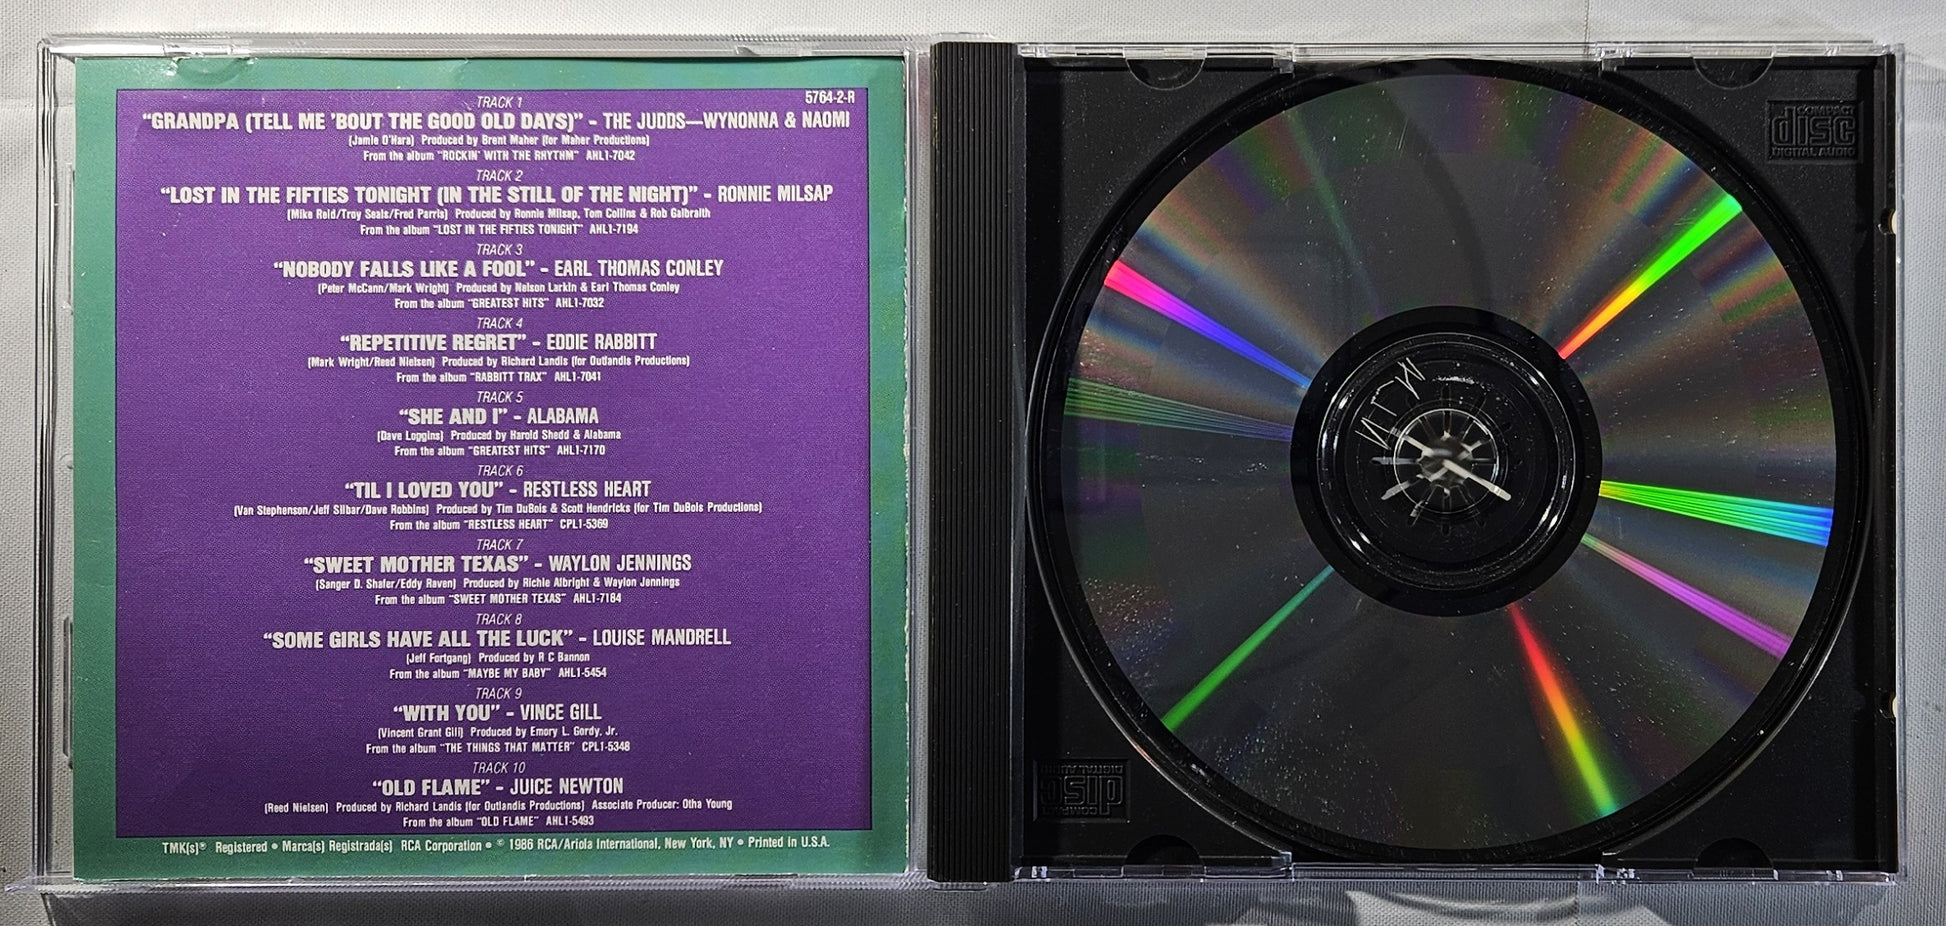 5764-2-R
TRACK 1
“GRANDPA (TELL ME 'BOUT THE GOOD OLD DAYS)” - THE JUDDS—WYNONNA & NAOMI
(Jamie O'Hara) Produced by Brent Maher (for Maher Productions)
From the album “ROCKIN' WITH THE RHYTHM” AHL1-7042
TRACK 2
“LOST IN THE FIFTIES TONIGHT (IN THE STILL OF THE NIGHT)” - RONNIE MILSAP
(Mike Reid/Troy Seals/Fred Parris) Produced by Ronnie Milsap, Tom Collins & Rob Galbraith
From the album “LOST IN THE FIFTIES TONIGHT” AHL1-7194
TRACK 3
“NOBODY FALLS LIKE A FOOL” - EARL THOMAS CONLEY
(Peter McCann/Mark Wright) Produced by Nelson Larkin & Earl Thomas Conley
From the album “GREATEST HITS” AHL1-7032
TRACK 4
“REPETITIVE REGRET” - EDDIE RABBITT
(Mark Wright/Reed Nielsen) Produced by Richard Landis (for Outlandis Productions)
From the album “RABBITT TRAX” AHL1-7041
TRACK 5
“SHE AND I” - ALABAMA
(Dave Loggins) Produced by Harold Shedd & Alabama
From the album “GREATEST HITS” AHL1-7170
TRACK 6
“TIL I LOVED YOU” - RESTLESS HEART
(Van Stephenson/Jeff Silbar/Dave Robbins) Produced by Tim DuBois & Scott Hendricks (for Tim DuBois Productions)
From the album “RESTLESS HEART” CPL1-5369
TRACK 7
“SWEET MOTHER TEXAS” - WAYLON JENNINGS
(Sanger D. Shafer/Eddy Raven) Produced by Richie Albright & Waylon Jennings
From the album “SWEET MOTHER TEXAS” AHL1-7184
TRACK 8
“SOME GIRLS HAVE ALL THE LUCK” - LOUISE MANDRELL
(Jeff Fortgang) Produced by R C Bannon
From the album “MAYBE MY BABY” AHL1-5454
TRACK 9
“WITH YOU” - VINCE GILL
(Vincent Grant Gill) Produced by Emory L. Gordy, Jr.
From the album “THE THINGS THAT MATTER” CPL1-5348
TRACK 10
“OLD FLAME” - JUICE NEWTON
(Reed Nielsen) Produced by Richard Landis (for Outlandis Productions) Associate Producer: Otha Young
From the album “OLD FLAME” AHL1-5493
TMK(s)® Registered • Marca(s) Registrada(s) RCA Corporation • © 1986 RCA/Ariola International, New York, NY • Printed in U.S.A.
COMPACT
disc
DIGITAL AUDIO
COMPACT
disc
DIGITAL AUDIO